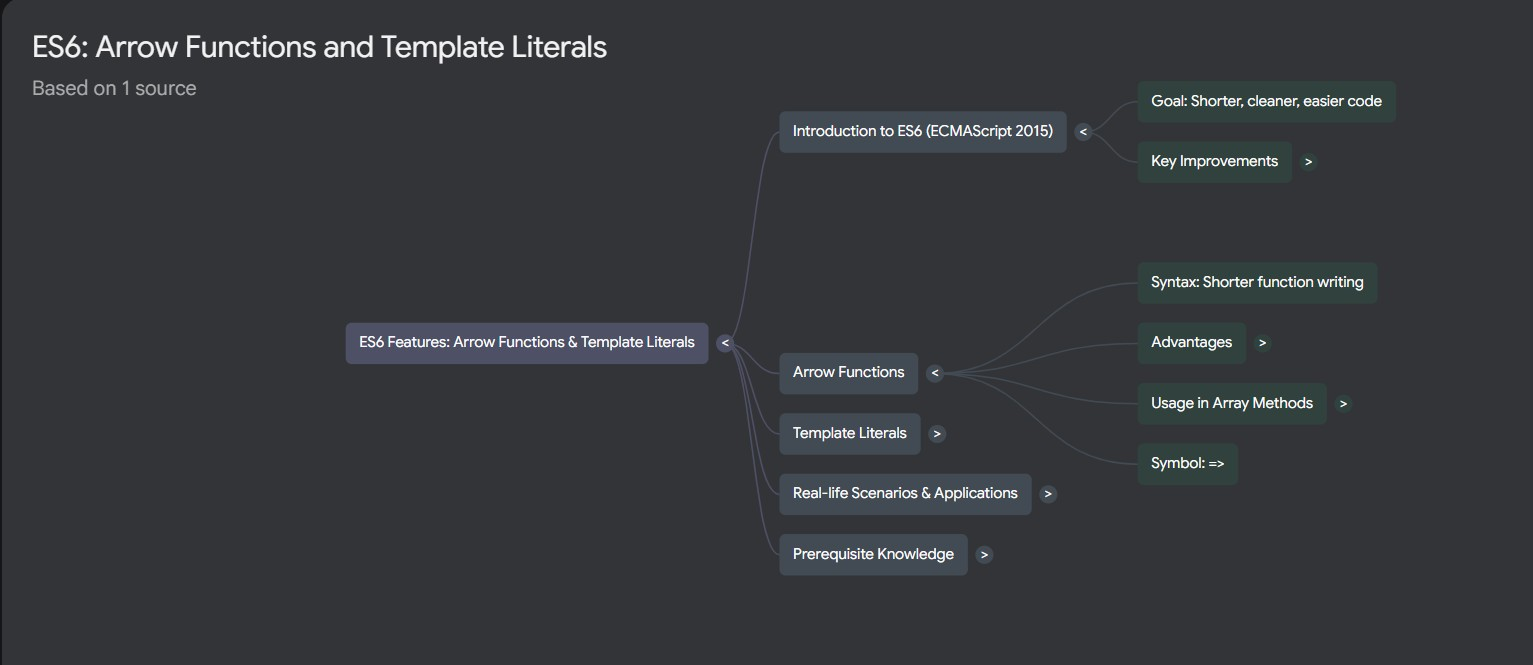 ES6: Arrow Functions and Template Literals
Based on 1 source
ES6 Features: Arrow Functions & Template Literals
<
Introduction to ES6 (ECMAScript 2015)
<
Goal: Shorter, cleaner, easier code
Key Improvements
>
Arrow Functions
<
Syntax: Shorter function writing
Advantages
>
Usage in Array Methods
>
Symbol: =>
Template Literals
>
Real-life Scenarios & Applications
>
Prerequisite Knowledge
>